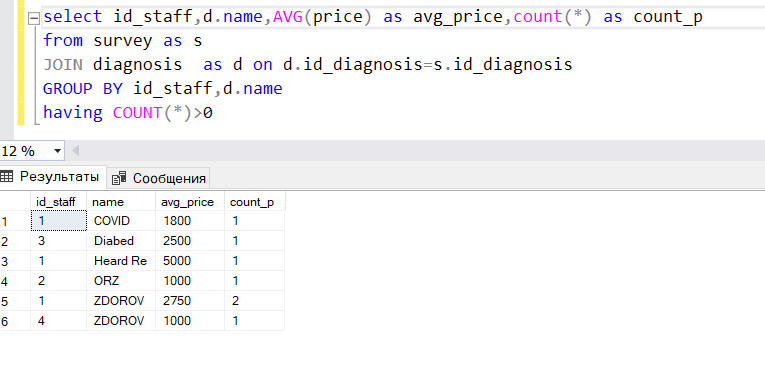 select id_staff,d.name,AVG(price) as avg_price,count(*) as count_p
from survey as s
JOIN diagnosis  as d on d.id_diagnosis=s.id_diagnosis
GROUP BY id_staff,d.name
having COUNT(*)>0
12 %
Результаты Сообщения
id_staff name avg_price count_p
1 1 COVID 1800 1
2 3 Diabed 2500 1
3 1 Heard Re 5000 1
4 2 ORZ 1000 1
5 1 ZDOROV 2750 2
6 4 ZDOROV 1000 1